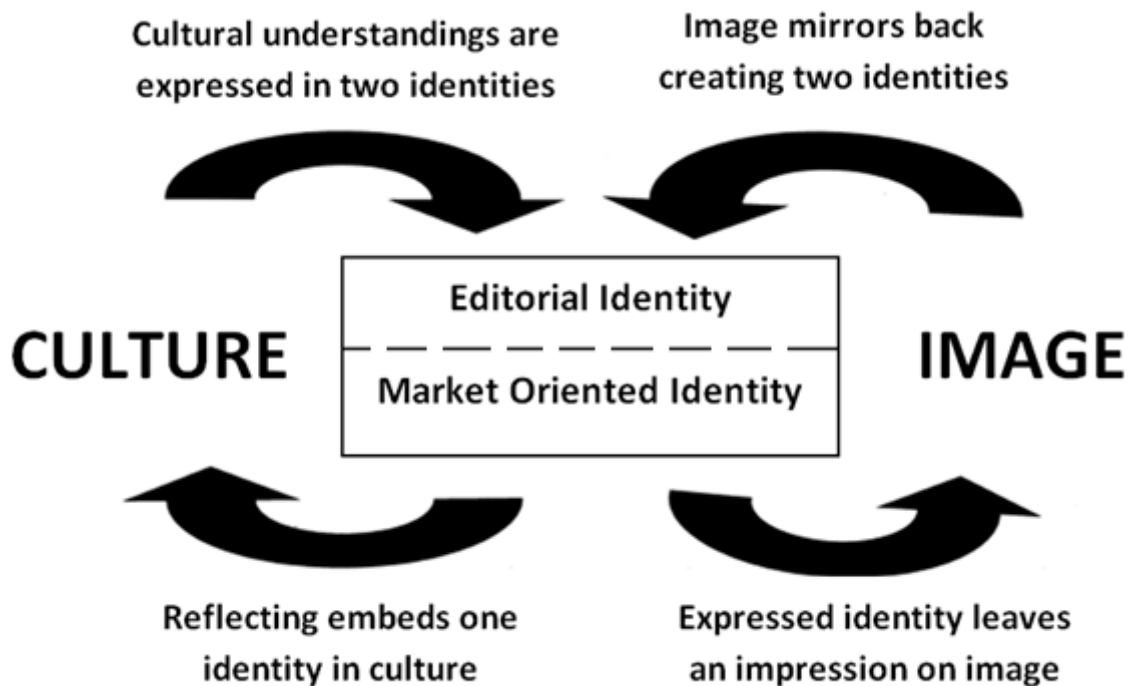 Cultural understandings are
expressed in two identities
Image mirrors back
creating two identities
Editorial Identity
CULTURE
IMAGE
Market Oriented Identity
Reflecting embeds one
identity in culture
Expressed identity leaves
an impression on image